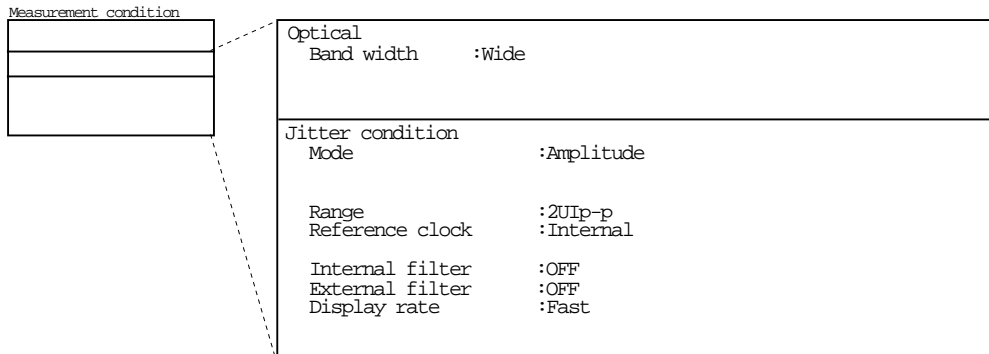 Measurement condition
Optical
Band width :Wide
Jitter condition
Mode :Amplitude
Range :2UIp-p
Reference clock :Internal
Internal filter :OFF
External filter :OFF
Display rate :Fast